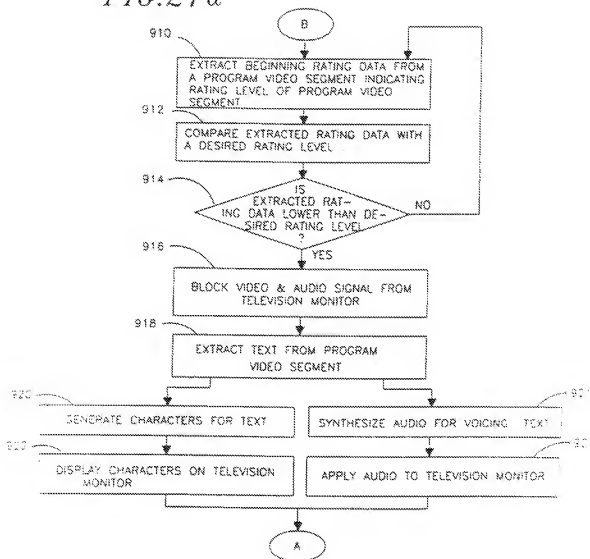 FIG.27a
B
910
EXTRACT BEGINNING RATING DATA FROM
A PROGRAM VIDEO SEGMENT INDICATING
RATING LEVEL OF PROGRAM VIDEO
SEGMENT
912
COMPARE EXTRACTED RATING DATA WITH
A DESIRED RATING LEVEL
914
IS
EXTRACTED RAT-
ING DATA LOWER THAN DE-
SIRED RATING LEVEL
?
NO
YES
916
BLOCK VIDEO & AUDIO SIGNAL FROM
TELEVISION MONITOR
918
EXTRACT TEXT FROM PROGRAM
VIDEO SEGMENT
920
GENERATE CHARACTERS FOR TEXT
SYNTHESIZE AUDIO FOR VOICING TEXT
DISPLAY CHARACTERS ON TELEVISION
MONITOR
APPLY AUDIO TO TELEVISION MONITOR
A